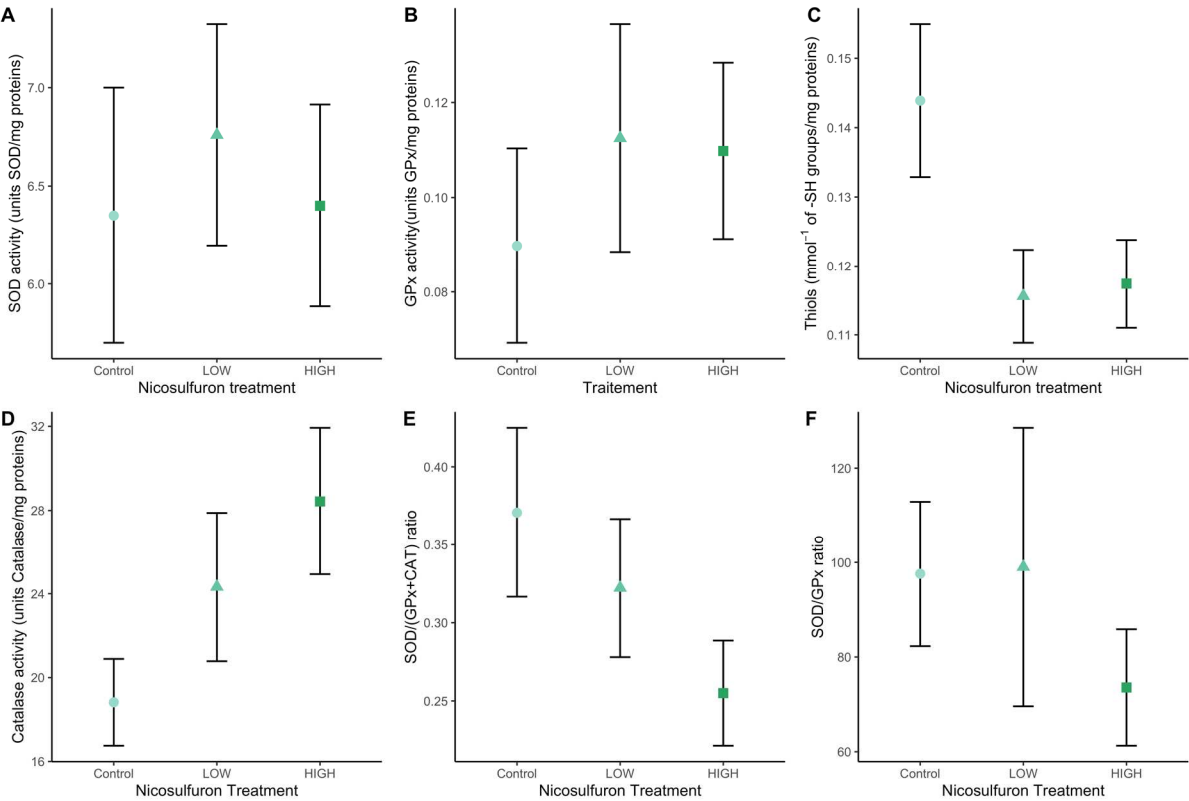 A
SOD activity (units SOD/mg proteins)
7.0
6.5
6.0
Control LOW HIGH
Nicosulfuron treatment
B
GPx activity(units GPx/mg proteins)
0.12
0.10
0.08
Control LOW HIGH
Traitement
C
Thiols (mmol⁻¹ of -SH groups/mg proteins)
0.15
0.14
0.13
0.12
0.11
Control LOW HIGH
Nicosulfuron treatment
D
Catalase activity (units Catalase/mg proteins)
32
28
24
20
16
Control LOW HIGH
Nicosulfuron Treatment
E
SOD/(GPx+CAT) ratio
0.40
0.35
0.30
0.25
Control LOW HIGH
Nicosulfuron Treatment
F
SOD/GPx ratio
120
100
80
60
Control LOW HIGH
Nicosulfuron Treatment